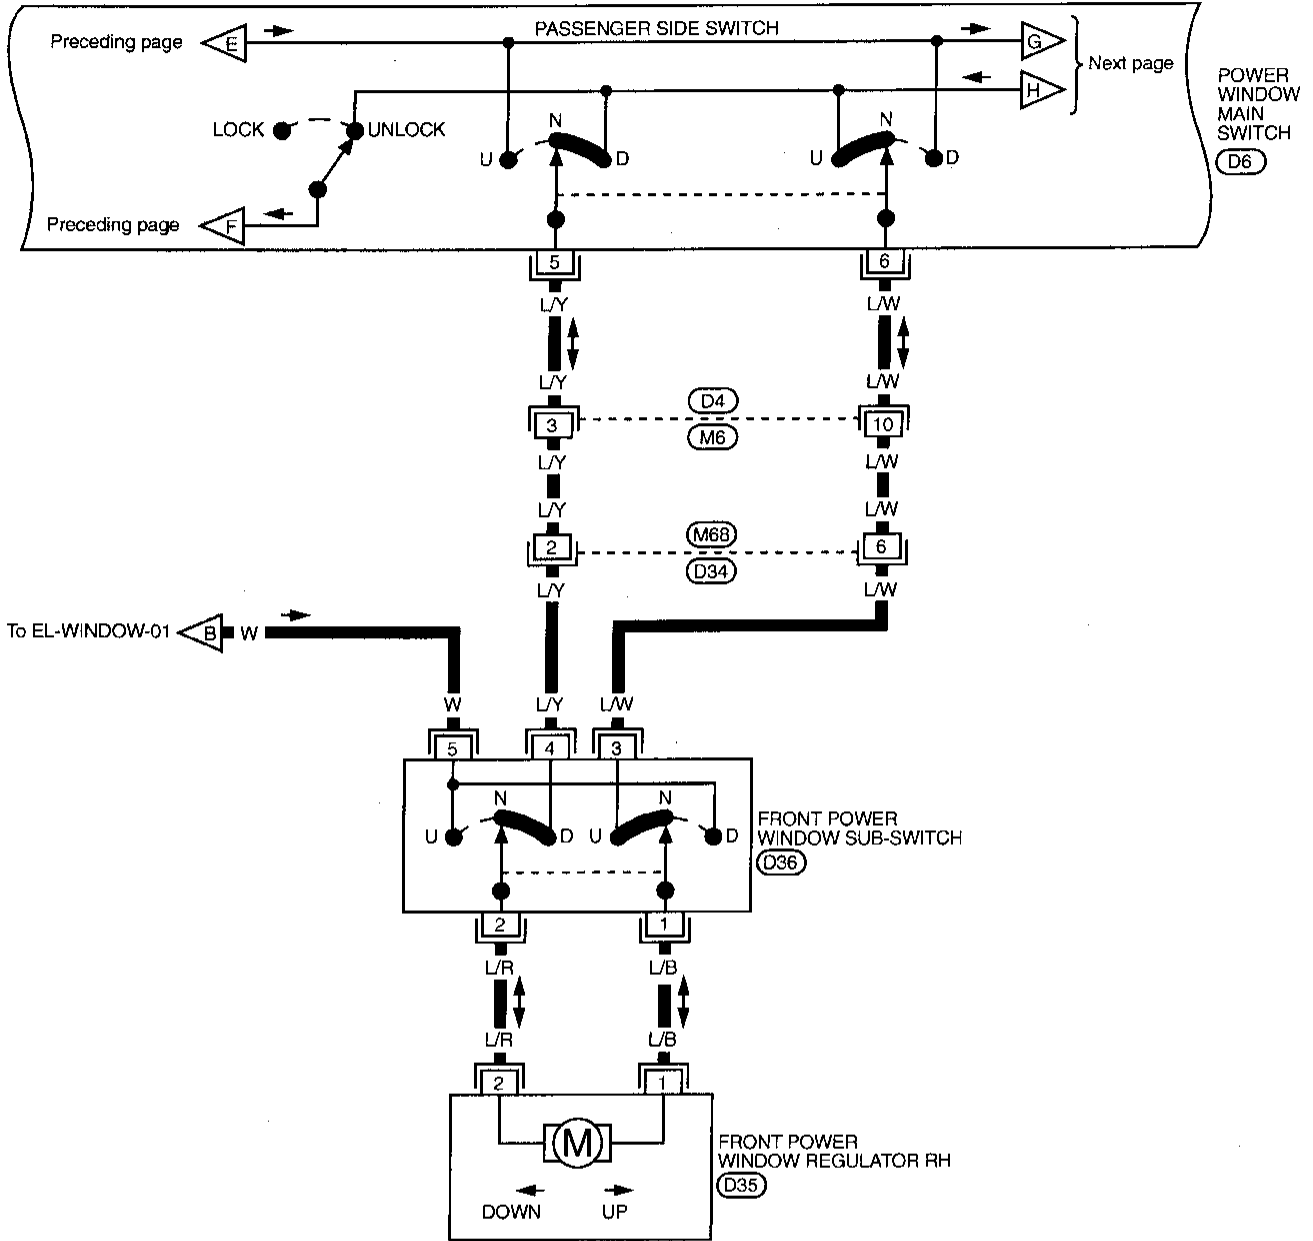 PASSENGER SIDE SWITCH
Preceding page
E
G
H
Next page
POWER
WINDOW
MAIN
SWITCH
D6
LOCK
UNLOCK
U
N
D
U
N
D
Preceding page
F
5
6
L/Y
L/W
L/Y
L/W
D4
3
10
M6
L/Y
L/W
L/Y
L/W
M68
2
6
D34
L/Y
L/W
To EL-WINDOW-01
B
W
W
L/Y
L/W
5
4
3
N
N
U
D
U
D
FRONT POWER
WINDOW SUB-SWITCH
D36
2
1
L/R
L/B
L/R
L/B
2
1
M
FRONT POWER
WINDOW REGULATOR RH
D35
DOWN
UP